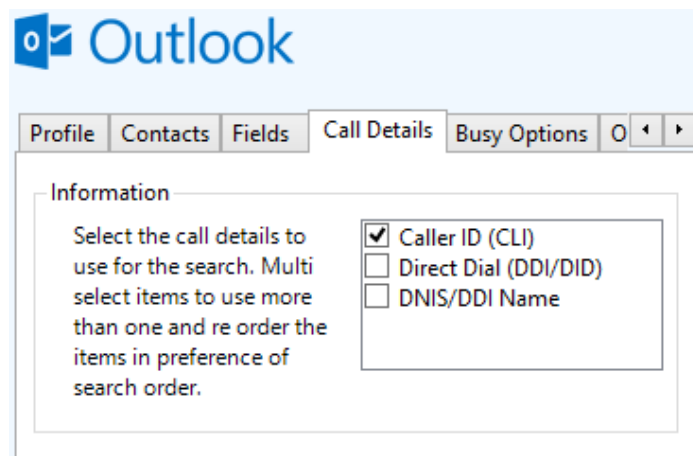 Outlook
Profile Contacts Fields Call Details Busy Options O
Information
Select the call details to
use for the search. Multi
select items to use more
than one and re order the
items in preference of
search order.
Caller ID (CLI)
Direct Dial (DDI/DID)
DNIS/DDI Name